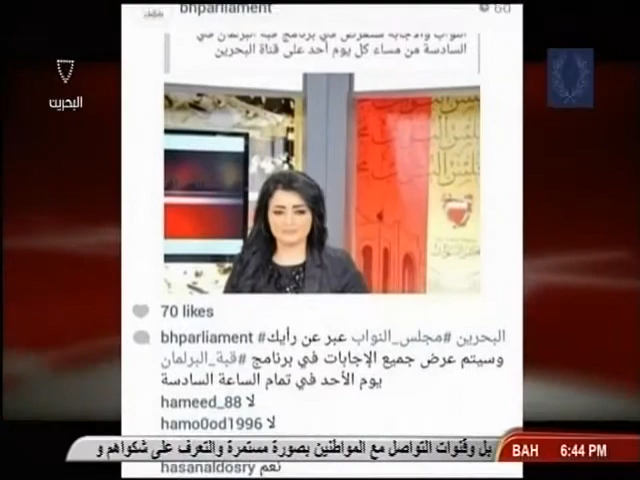 bhparliament
6d
النواب والاجابة ستعرض في برنامج قبة البرلمان في
السادسة من مساء كل يوم أحد على قناة البحرين
البحرين
70 likes
bhparliament #البحرين #مجلس_النواب عبر عن رأيك
وسيتم عرض جميع الإجابات في برنامج #قبة_البرلمان
يوم الأحد في تمام الساعة السادسة
hameed_88 لا
hamo0od1996 لا
بل وقنوات التواصل مع المواطنين بصورة مستمرة والتعرف على شكواهم و
BAH 6:44 PM
hasanaldosry نعم